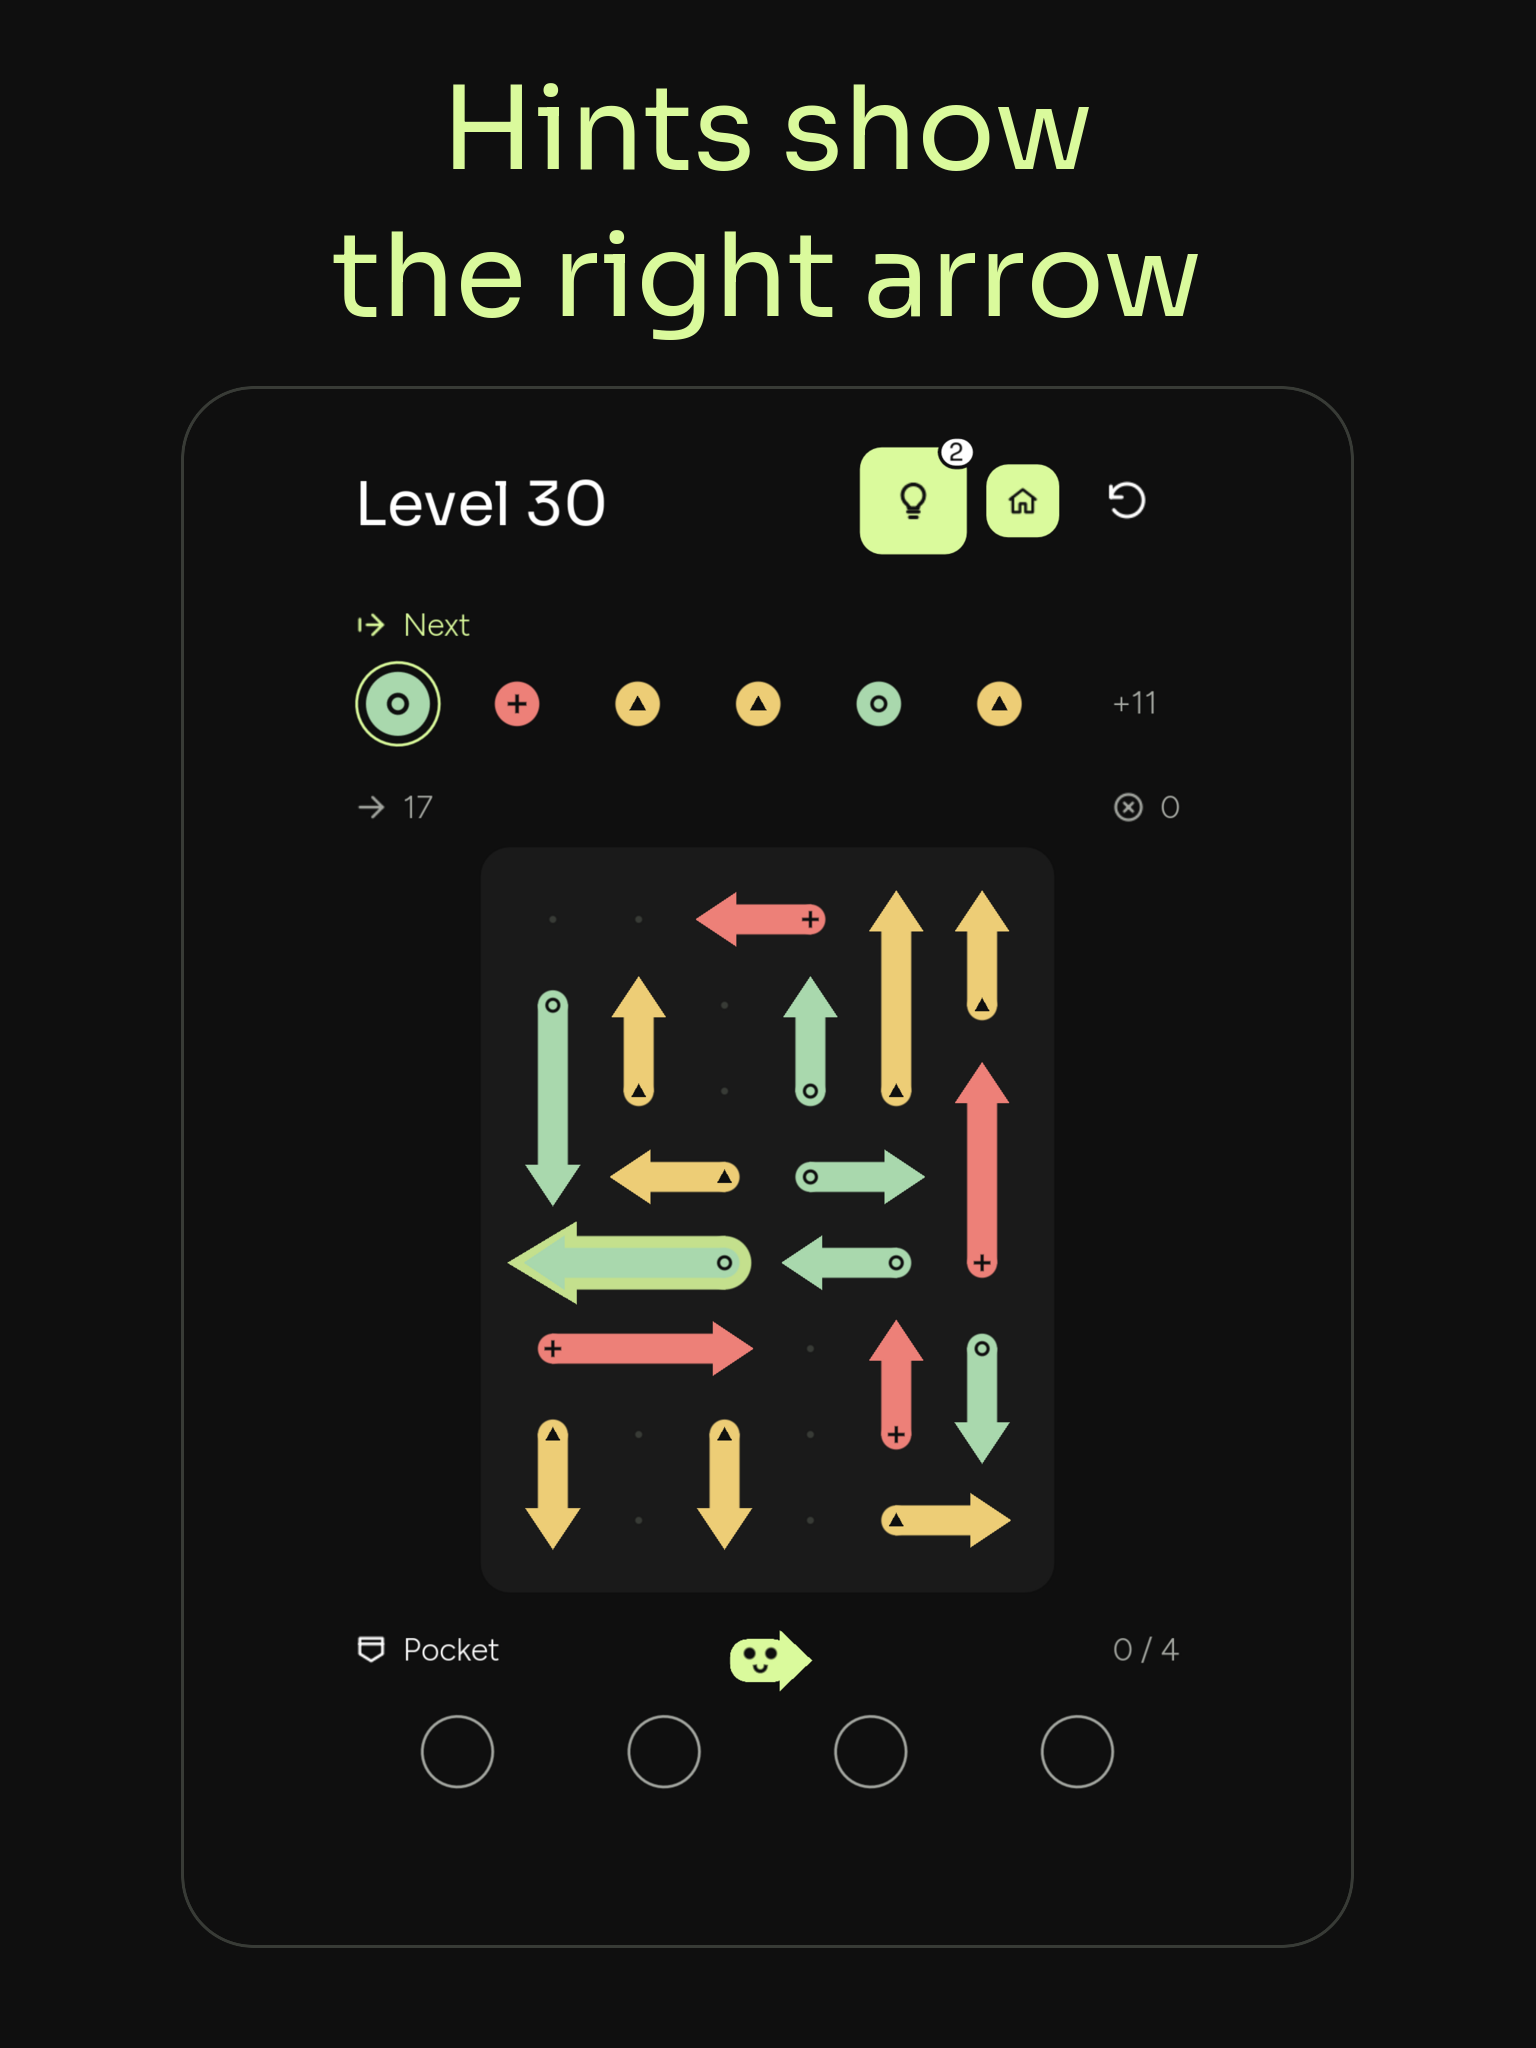 Hints show
the right arrow
Level 30
2
Next
+11
17
0
Pocket
0 / 4